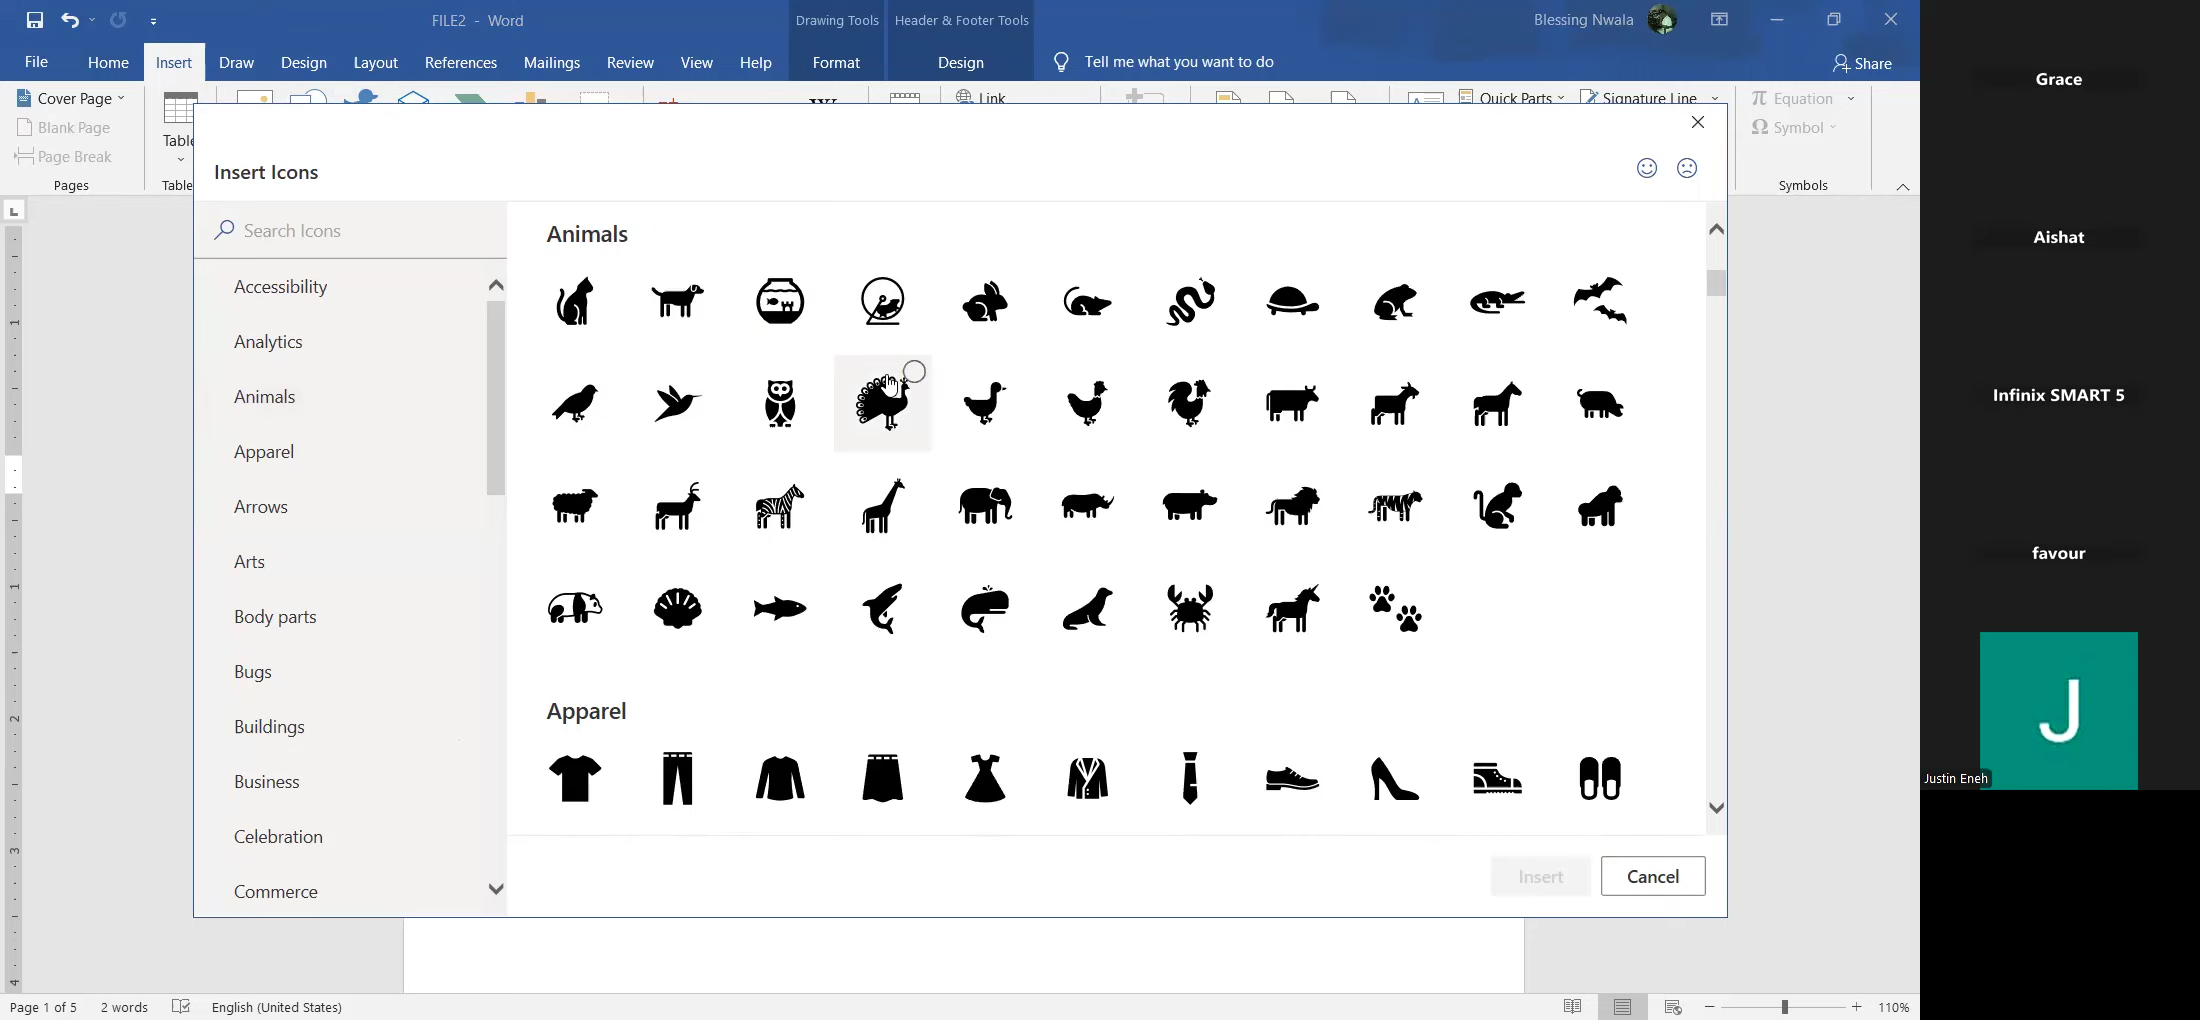 FILE2 - Word
Drawing Tools
Header & Footer Tools
Blessing Nwala
File
Home
Insert
Draw
Design
Layout
References
Mailings
Review
View
Help
Format
Design
Tell me what you want to do
Share
Cover Page
Blank Page
Page Break
Pages
Table
Table
Link
Quick Parts
Signature Line
Equation
Symbol
Symbols
Insert Icons
Search Icons
Accessibility
Analytics
Animals
Apparel
Arrows
Arts
Body parts
Bugs
Buildings
Business
Celebration
Commerce
Animals
Apparel
Insert
Cancel
Page 1 of 5
2 words
English (United States)
110%
Grace
Aishat
Infinix SMART 5
favour
J
Justin Eneh